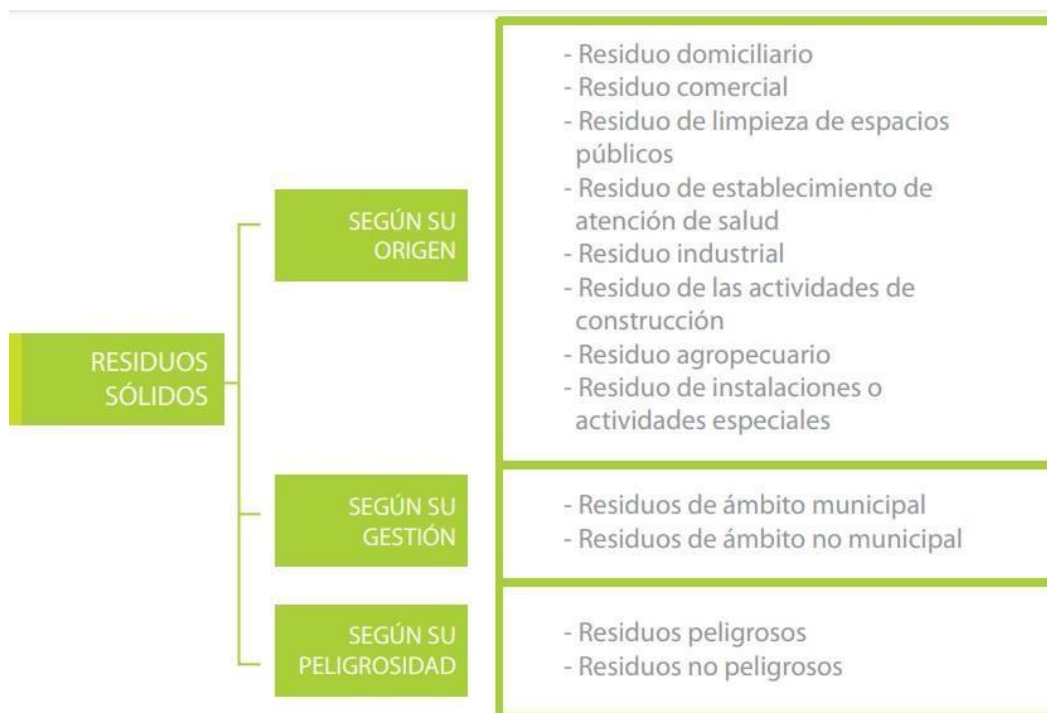 RESIDUOS
SÓLIDOS
SEGÚN SU
ORIGEN
- Residuo domiciliario
- Residuo comercial
- Residuo de limpieza de espacios
públicos
- Residuo de establecimiento de
atención de salud
- Residuo industrial
- Residuo de las actividades de
construcción
- Residuo agropecuario
- Residuo de instalaciones o
actividades especiales
SEGÚN SU
GESTIÓN
- Residuos de ámbito municipal
- Residuos de ámbito no municipal
SEGÚN SU
PELIGROSIDAD
- Residuos peligrosos
- Residuos no peligrosos